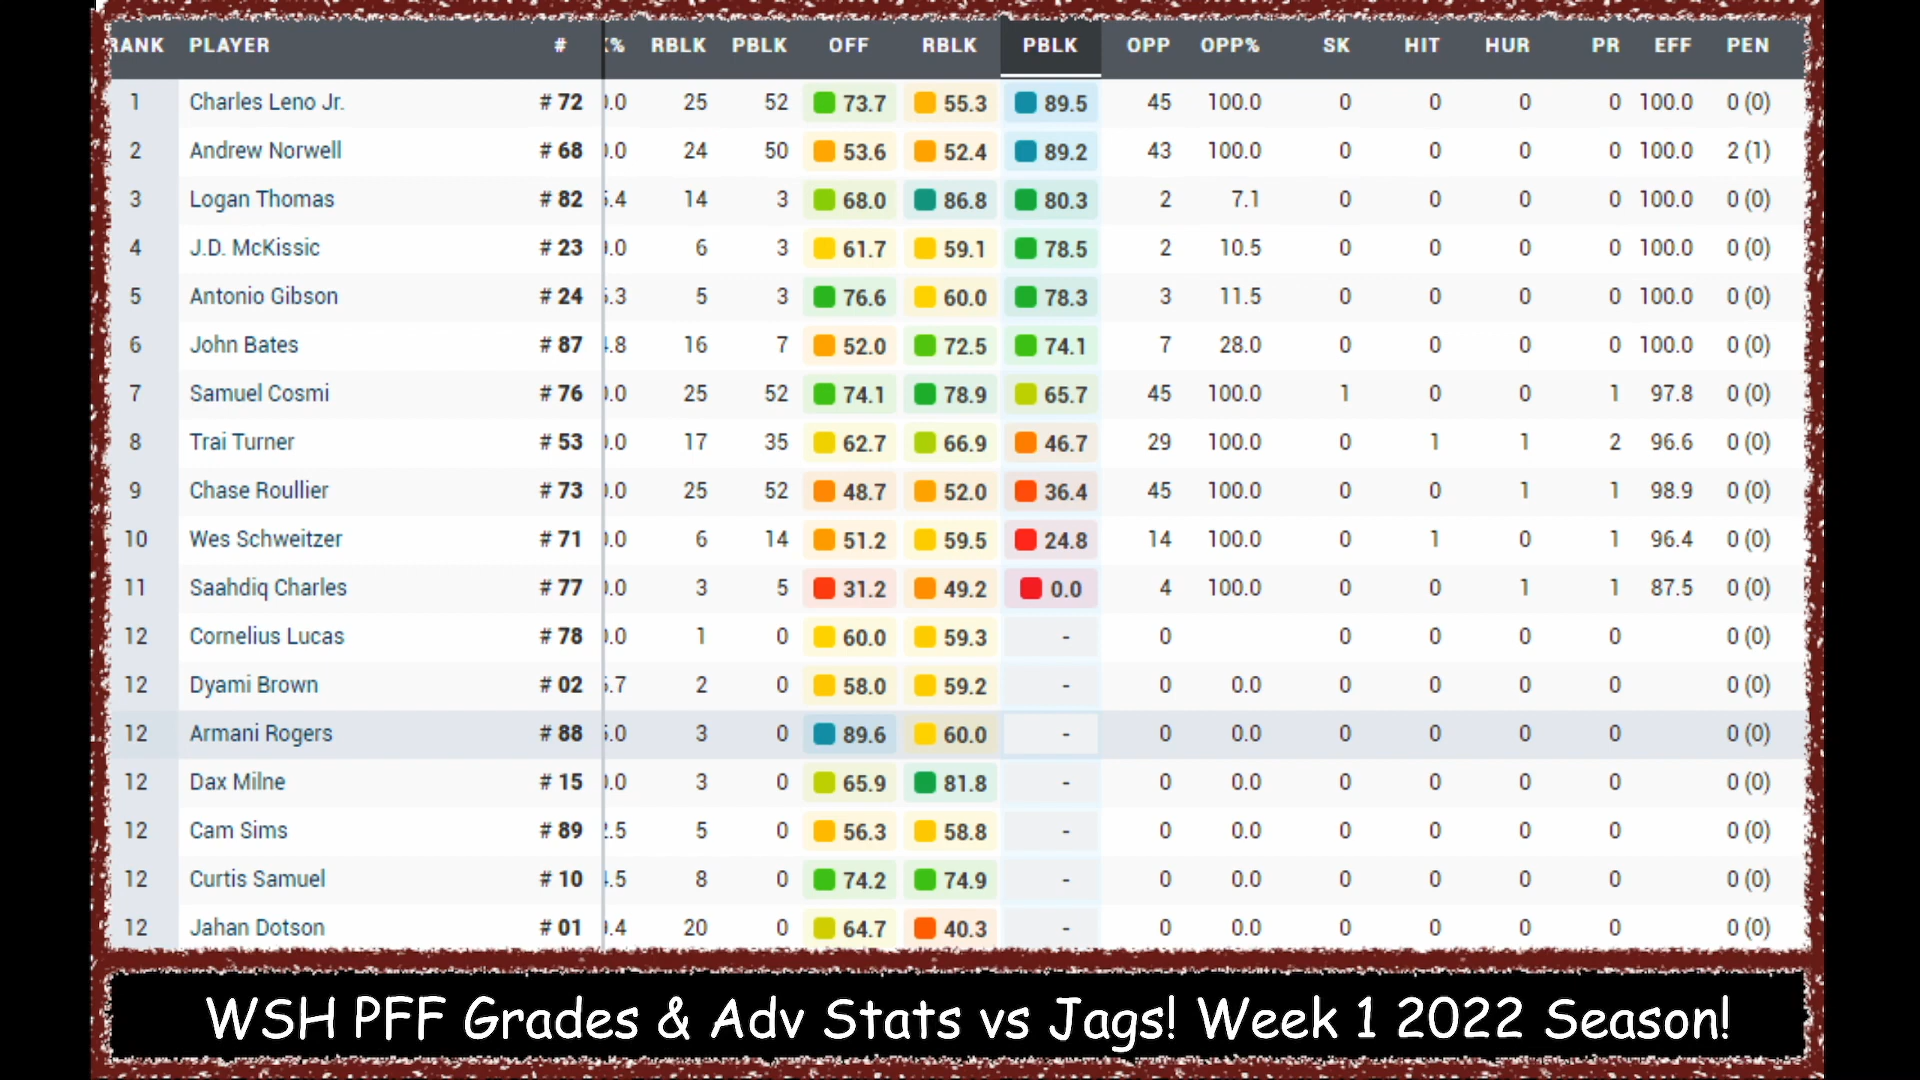 RANK PLAYER # % RBLK PBLK OFF RBLK PBLK OPP OPP% SK HIT HUR PR EFF PEN
1 Charles Leno Jr. # 72 .0 25 52 73.7 55.3 89.5 45 100.0 0 0 0 0 100.0 0 (0)
2 Andrew Norwell # 68 .0 24 50 53.6 52.4 89.2 43 100.0 0 0 0 0 100.0 2 (1)
3 Logan Thomas # 82 .4 14 3 68.0 86.8 80.3 2 7.1 0 0 0 0 100.0 0 (0)
4 J.D. McKissic # 23 .0 6 3 61.7 59.1 78.5 2 10.5 0 0 0 0 100.0 0 (0)
5 Antonio Gibson # 24 .3 5 3 76.6 60.0 78.3 3 11.5 0 0 0 0 100.0 0 (0)
6 John Bates # 87 .8 16 7 52.0 72.5 74.1 7 28.0 0 0 0 0 100.0 0 (0)
7 Samuel Cosmi # 76 .0 25 52 74.1 78.9 65.7 45 100.0 1 0 0 1 97.8 0 (0)
8 Trai Turner # 53 .0 17 35 62.7 66.9 46.7 29 100.0 0 1 1 2 96.6 0 (0)
9 Chase Roullier # 73 .0 25 52 48.7 52.0 36.4 45 100.0 0 0 1 1 98.9 0 (0)
10 Wes Schweitzer # 71 .0 6 14 51.2 59.5 24.8 14 100.0 0 1 0 1 96.4 0 (0)
11 Saahdiq Charles # 77 .0 3 5 31.2 49.2 0.0 4 100.0 0 0 1 1 87.5 0 (0)
12 Cornelius Lucas # 78 .0 1 0 60.0 59.3 - 0 0 0 0 0 0 (0)
12 Dyami Brown # 02 .7 2 0 58.0 59.2 - 0 0.0 0 0 0 0 0 (0)
12 Armani Rogers # 88 .0 3 0 89.6 60.0 - 0 0.0 0 0 0 0 0 (0)
12 Dax Milne # 15 .0 3 0 65.9 81.8 - 0 0.0 0 0 0 0 0 (0)
12 Cam Sims # 89 .5 5 0 56.3 58.8 - 0 0.0 0 0 0 0 0 (0)
12 Curtis Samuel # 10 .5 8 0 74.2 74.9 - 0 0.0 0 0 0 0 0 (0)
12 Jahan Dotson # 01 .4 20 0 64.7 40.3 - 0 0.0 0 0 0 0 0 (0)
WSH PFF Grades & Adv Stats vs Jags! Week 1 2022 Season!